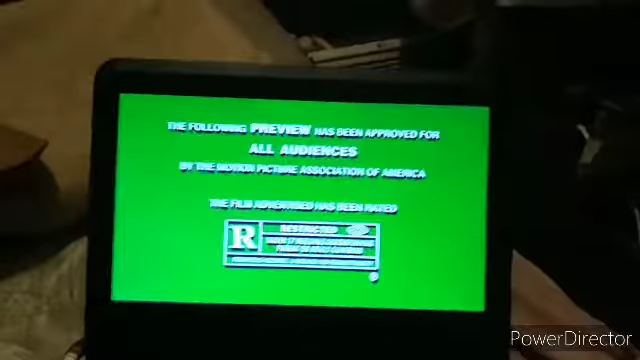 THE FOLLOWING PREVIEW HAS BEEN APPROVED FOR
ALL AUDIENCES
BY THE MOTION PICTURE ASSOCIATION OF AMERICA
THE FILM ADVERTISED HAS BEEN RATED
R RESTRICTED
PowerDirector